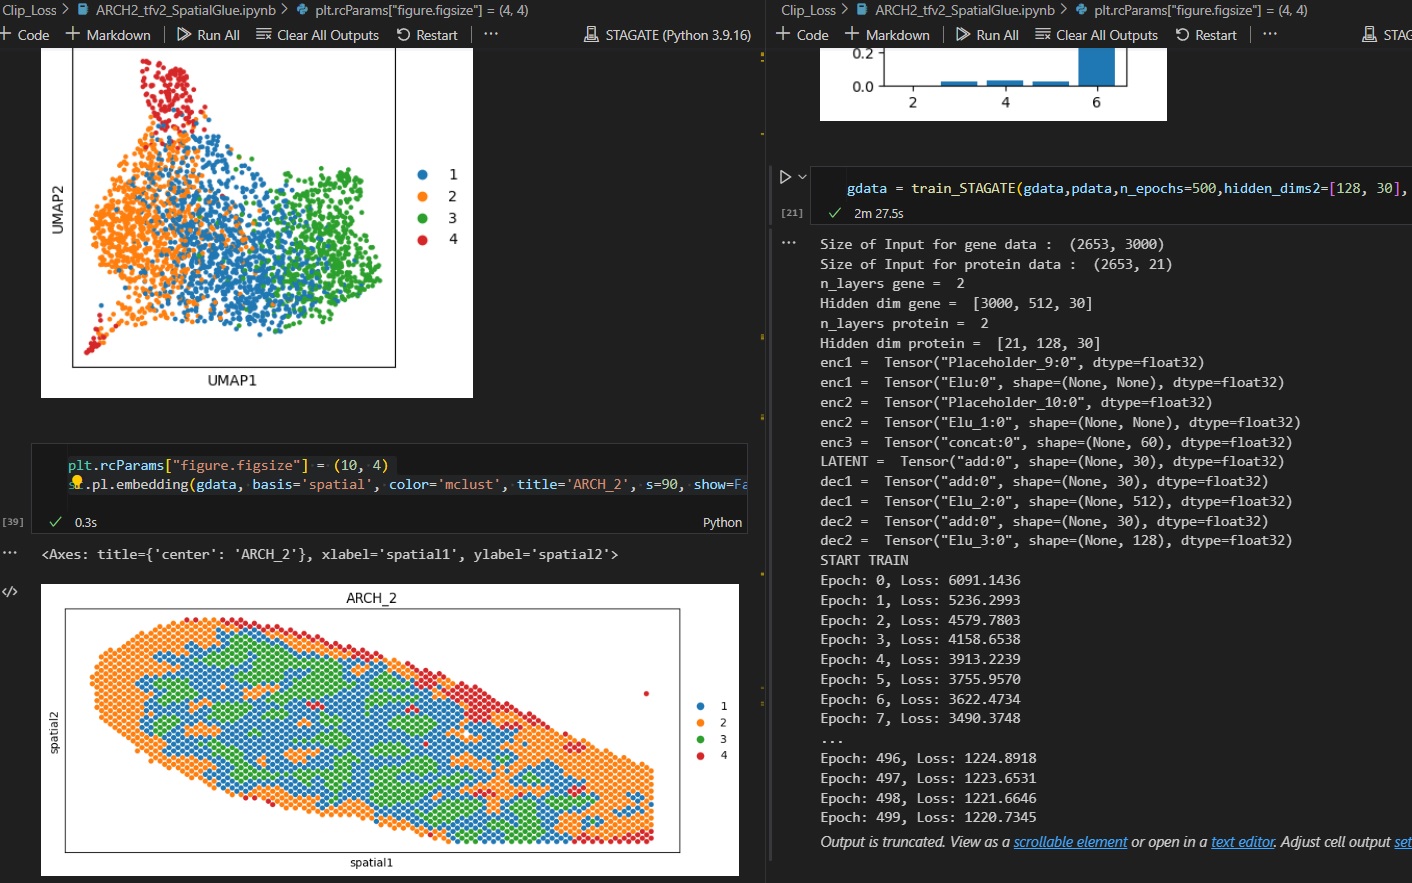 Clip_Loss > ARCH2_tfv2_SpatialGlue.ipynb > plt.rcParams["figure.figsize"] = (4, 4)
+ Code + Markdown | Run All Clear All Outputs Restart | ... STAGATE (Python 3.9.16)
UMAP2
1
2
3
4
UMAP1
plt.rcParams["figure.figsize"] = (10, 4)
.pl.embedding(gdata, basis='spatial', color='mclust', title='ARCH_2', s=90, show=Fa
[39] ✓ 0.3s Python
... <Axes: title={'center': 'ARCH_2'}, xlabel='spatial1', ylabel='spatial2'>
</>
ARCH_2
spatial2
1
2
3
4
spatial1
Clip_Loss > ARCH2_tfv2_SpatialGlue.ipynb > plt.rcParams["figure.figsize"] = (4, 4)
+ Code + Markdown | Run All Clear All Outputs Restart | ... STAG
0.2
0.0
2 4 6
gdata = train_STAGATE(gdata,pdata,n_epochs=500,hidden_dims2=[128, 30],
[21] ✓ 2m 27.5s
... Size of Input for gene data : (2653, 3000)
Size of Input for protein data : (2653, 21)
n_layers gene = 2
Hidden dim gene = [3000, 512, 30]
n_layers protein = 2
Hidden dim protein = [21, 128, 30]
enc1 = Tensor("Placeholder_9:0", dtype=float32)
enc1 = Tensor("Elu:0", shape=(None, None), dtype=float32)
enc2 = Tensor("Placeholder_10:0", dtype=float32)
enc2 = Tensor("Elu_1:0", shape=(None, None), dtype=float32)
enc3 = Tensor("concat:0", shape=(None, 60), dtype=float32)
LATENT = Tensor("add:0", shape=(None, 30), dtype=float32)
dec1 = Tensor("add:0", shape=(None, 30), dtype=float32)
dec1 = Tensor("Elu_2:0", shape=(None, 512), dtype=float32)
dec2 = Tensor("add:0", shape=(None, 30), dtype=float32)
dec2 = Tensor("Elu_3:0", shape=(None, 128), dtype=float32)
START TRAIN
Epoch: 0, Loss: 6091.1436
Epoch: 1, Loss: 5236.2993
Epoch: 2, Loss: 4579.7803
Epoch: 3, Loss: 4158.6538
Epoch: 4, Loss: 3913.2239
Epoch: 5, Loss: 3755.9570
Epoch: 6, Loss: 3622.4734
Epoch: 7, Loss: 3490.3748
...
Epoch: 496, Loss: 1224.8918
Epoch: 497, Loss: 1223.6531
Epoch: 498, Loss: 1221.6646
Epoch: 499, Loss: 1220.7345
Output is truncated. View as a scrollable element or open in a text editor. Adjust cell output set